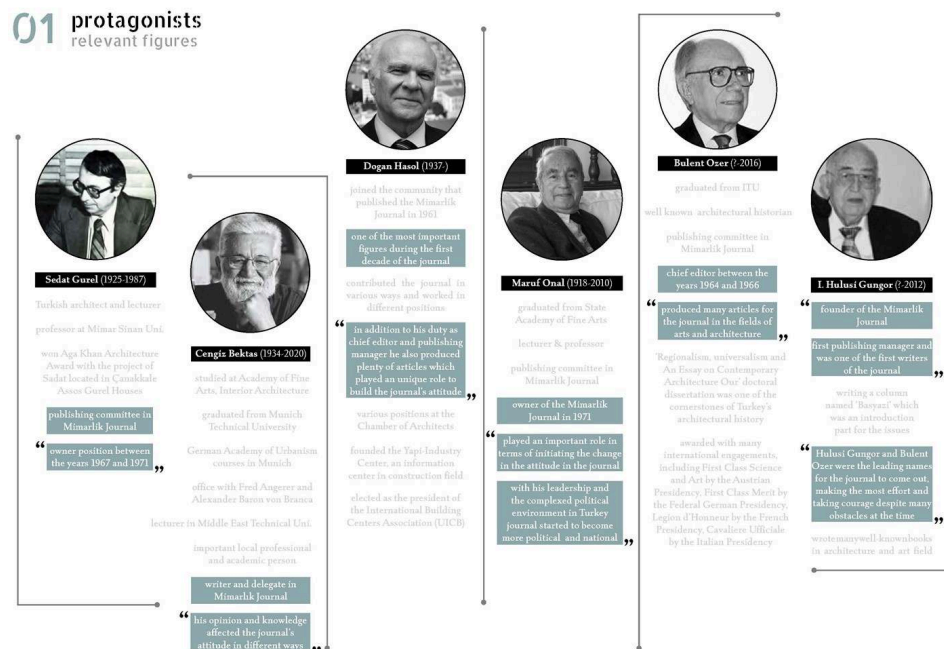 01 protagonists
relevant figures
Sedat Gurel (1925-1987)
Turkish architect and lecturer
professor at Mimar Sinan Uni.
won Aga Khan Architecture
Award with the project of
Sadat located in Çanakkale
Assos Gurel Houses
publishing committee in
Mimarlık Journal
“ owner position between
the years 1967 and 1971 ”
Cengiz Bektas (1934-2020)
studied at Academy of Fine
Arts, Interior Architecture
graduated from Munich
Technical University
German Academy of Urbanism
courses in Munich
office with Fred Angerer and
Alexander Baron von Branca
lecturer in Middle East Technical Uni.
important local professional
and academic person
writer and delegate in
Mimarlık Journal
“ his opinion and knowledge
affected the journal's
attitude in different ways ”
Dogan Hasol (1937-)
joined the community that
published the Mimarlık
Journal in 1961
one of the most important
figures during the first
decade of the journal
contributed the journal in
various ways and worked in
different positions
“ in addition to his duty as
chief editor and publishing
manager he also produced
plenty of articles which
played an unique role to
build the journal's attitude ”
various positions at the
Chamber of Architects
founded the Yapi-Industry
Center, an information
center in construction field
elected as the president of
the International Building
Centers Association (UICB)
Maruf Onal (1918-2010)
graduated from State
Academy of Fine Arts
lecturer & professor
publishing committee in
Mimarlık Journal
owner of the Mimarlık
Journal in 1971
“ played an important role in
terms of initiating the change
in the attitude in the journal
with his leadership and
the complexed political
environment in Turkey
journal started to become
more political and national ”
Bulent Ozer (?-2016)
graduated from ITU
well known architectural historian
publishing committee in
Mimarlık Journal
chief editor between the
years 1964 and 1966
“ produced many articles for
the journal in the fields of
arts and architecture ”
'Regionalism, universalism and
An Essay on Contemporary
Architecture Our' doctoral
dissertation was one of the
cornerstones of Turkey's
architectural history
awarded with many
international engagements,
including First Class Science
and Art by the Austrian
Presidency, First Class Merit by
the Federal German Presidency,
Legion d'Honneur by the French
Presidency, Cavaliere Ufficiale
by the Italian Presidency
I. Hulusi Gungor (?-2012)
“ founder of the Mimarlık
Journal
first publishing manager and
was one of the first writers
of the journal ”
writing a column
named 'Basyazi' which
was an introduction
part for the issues
“ Hulusi Gungor and Bulent
Ozer were the leading names
for the journal to come out,
making the most effort and
taking courage despite many
obstacles at the time ”
wrotemanywell-knownbooks
in architecture and art field